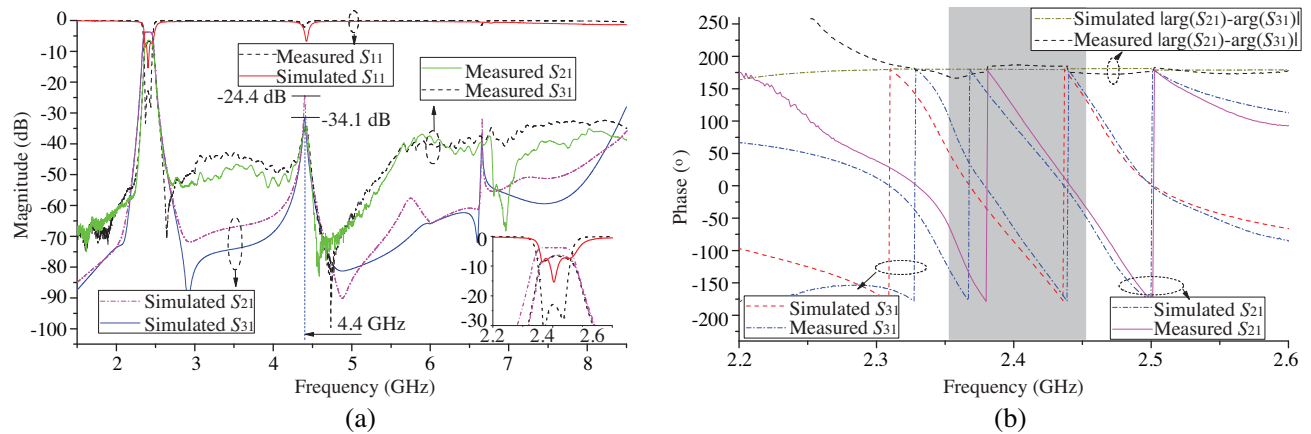 0
-10
-20
-30
-40
-50
-60
-70
-80
-90
-100
Magnitude (dB)
2
3
4
5
6
7
8
Frequency (GHz)
Measured S11
Simulated S11
Measured S21
Measured S31
-24.4 dB
-34.1 dB
Simulated S21
Simulated S31
4.4 GHz
0
-10
-20
-30
2.2
2.4
2.6
(a)
250
200
150
100
50
0
-50
-100
-150
-200
Phase (o)
2.2
2.3
2.4
2.5
2.6
Frequency (GHz)
Simulated |arg(S21)-arg(S31)|
Measured |arg(S21)-arg(S31)|
Simulated S31
Measured S31
Simulated S21
Measured S21
(b)